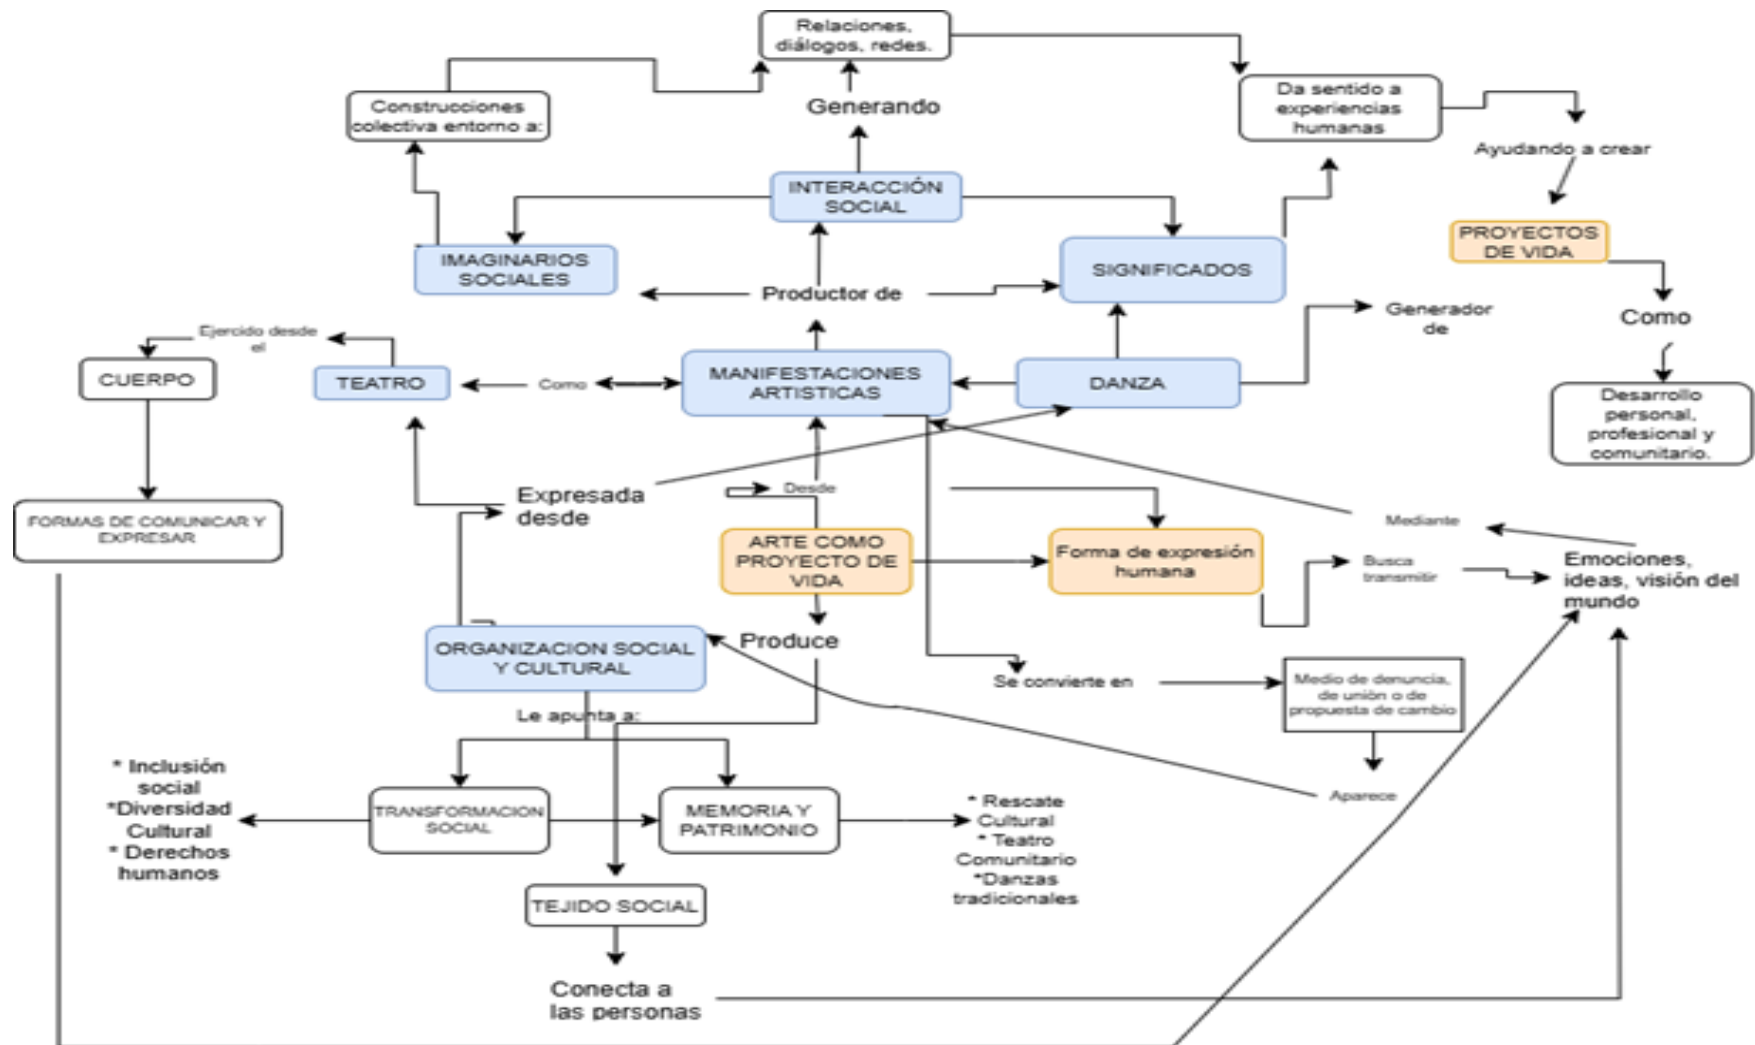 Relaciones,
diálogos, redes.
Construcciones
colectiva entorno a:
Generando
Da sentido a
experiencias
humanas
Ayudando a crear
INTERACCIÓN
SOCIAL
PROYECTOS
DE VIDA
IMAGINARIOS
SOCIALES
SIGNIFICADOS
Productor de
Generador
de
Como
Ejercido desde
el
CUERPO
TEATRO
Como
MANIFESTACIONES
ARTISTICAS
DANZA
Desarrollo
personal,
profesional y
comunitario.
Expresada
desde
Desde
FORMAS DE COMUNICAR Y
EXPRESAR
Mediante
ARTE COMO
PROYECTO DE
VIDA
Forma de expresión
humana
Busca
transmitir
Emociones,
ideas, visión del
mundo
ORGANIZACION SOCIAL
Y CULTURAL
Produce
Se convierte en
Medio de denuncia,
de unión o de
propuesta de cambio
Le apunta a:
* Inclusión
social
*Diversidad
Cultural
* Derechos
humanos
TRANSFORMACION
SOCIAL
MEMORIA Y
PATRIMONIO
* Rescate
Cultural
* Teatro
Comunitario
*Danzas
tradicionales
Aparece
TEJIDO SOCIAL
Conecta a
las personas